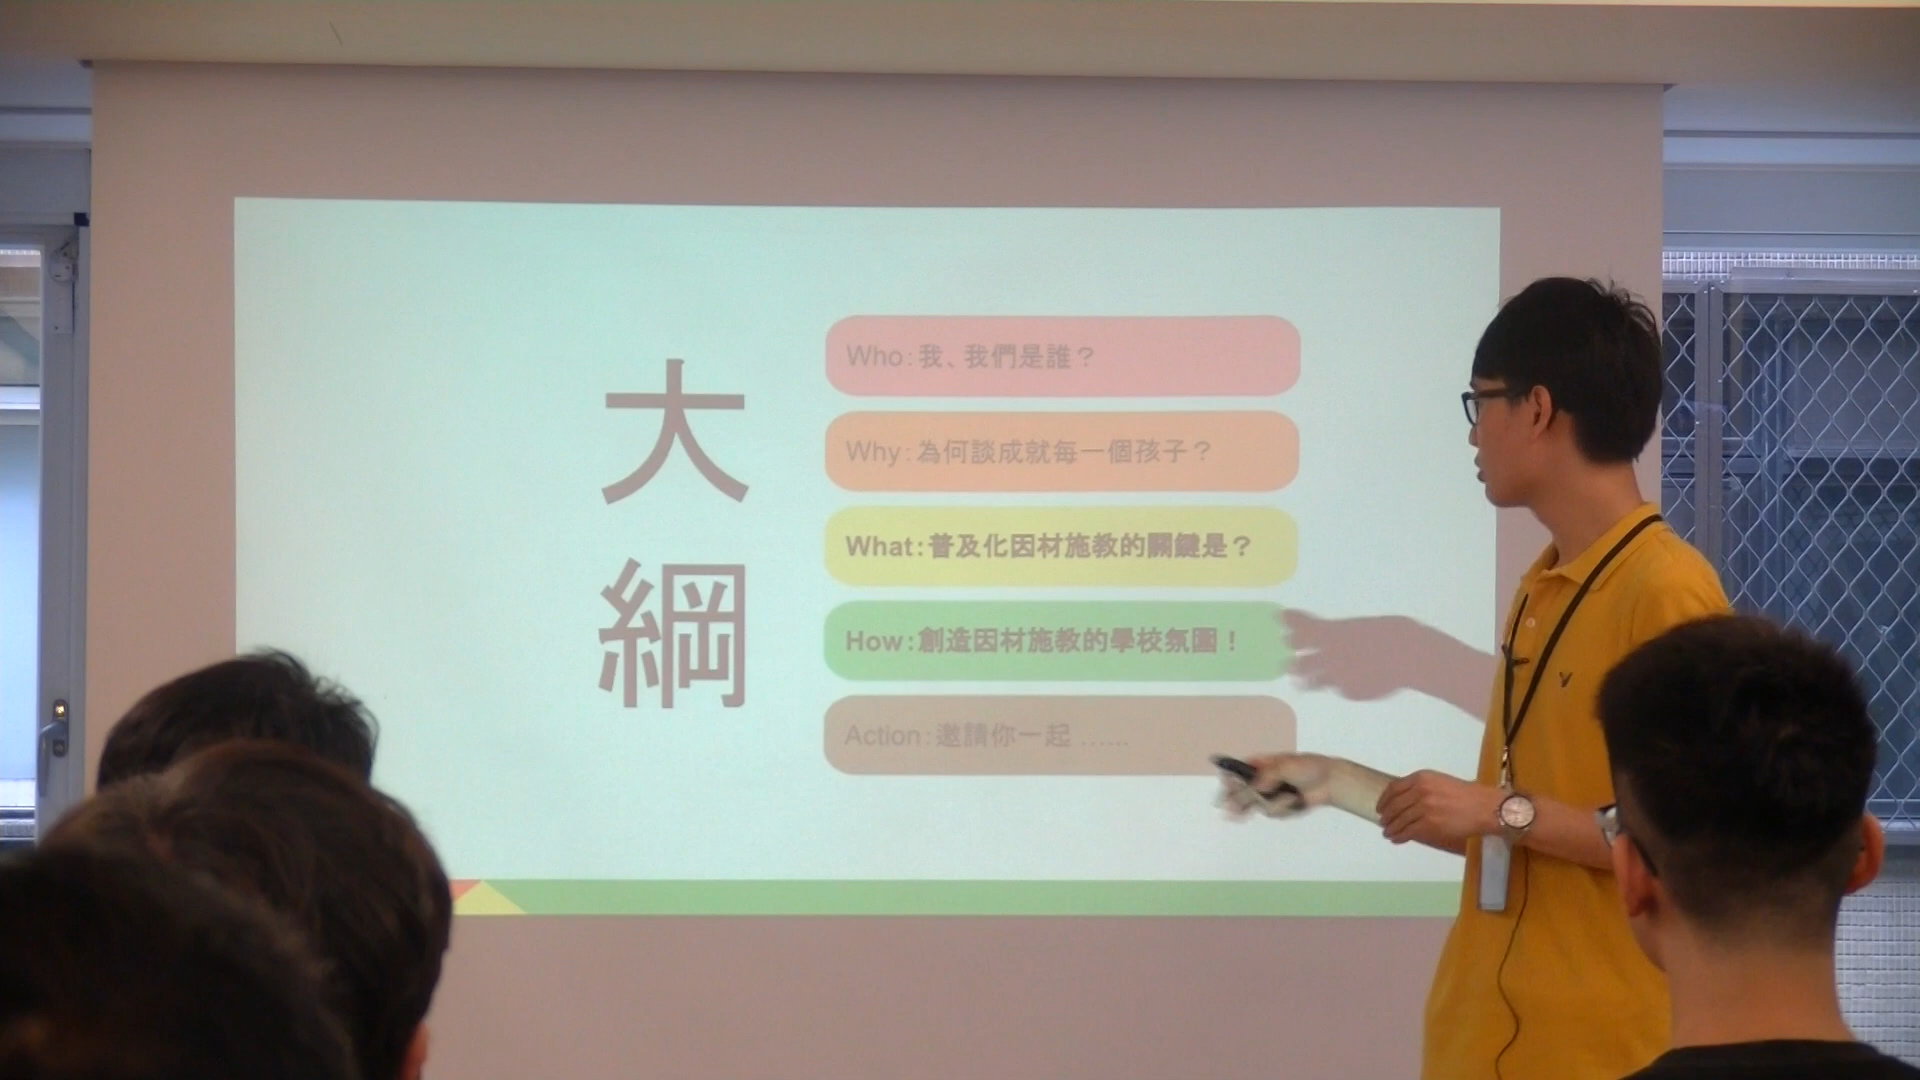 大綱
Who：我、我們是誰？
Why：為何談成就每一個孩子？
What：普及化因材施教的關鍵是？
How：創造因材施教的學校氛圍！
Action：邀請你一起 ......